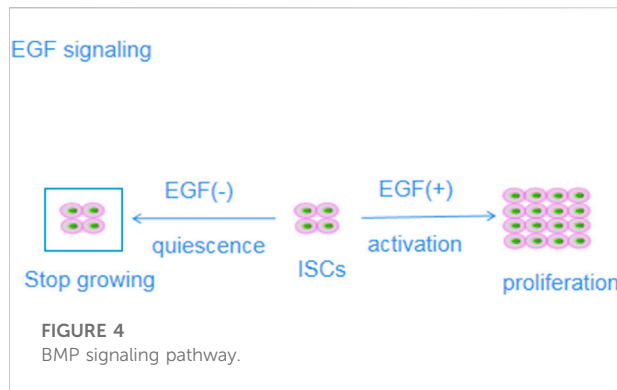 EGF signaling
EGF(-)
EGF(+)
quiescence
activation
ISCs
Stop growing
proliferation
FIGURE 4
BMP signaling pathway.